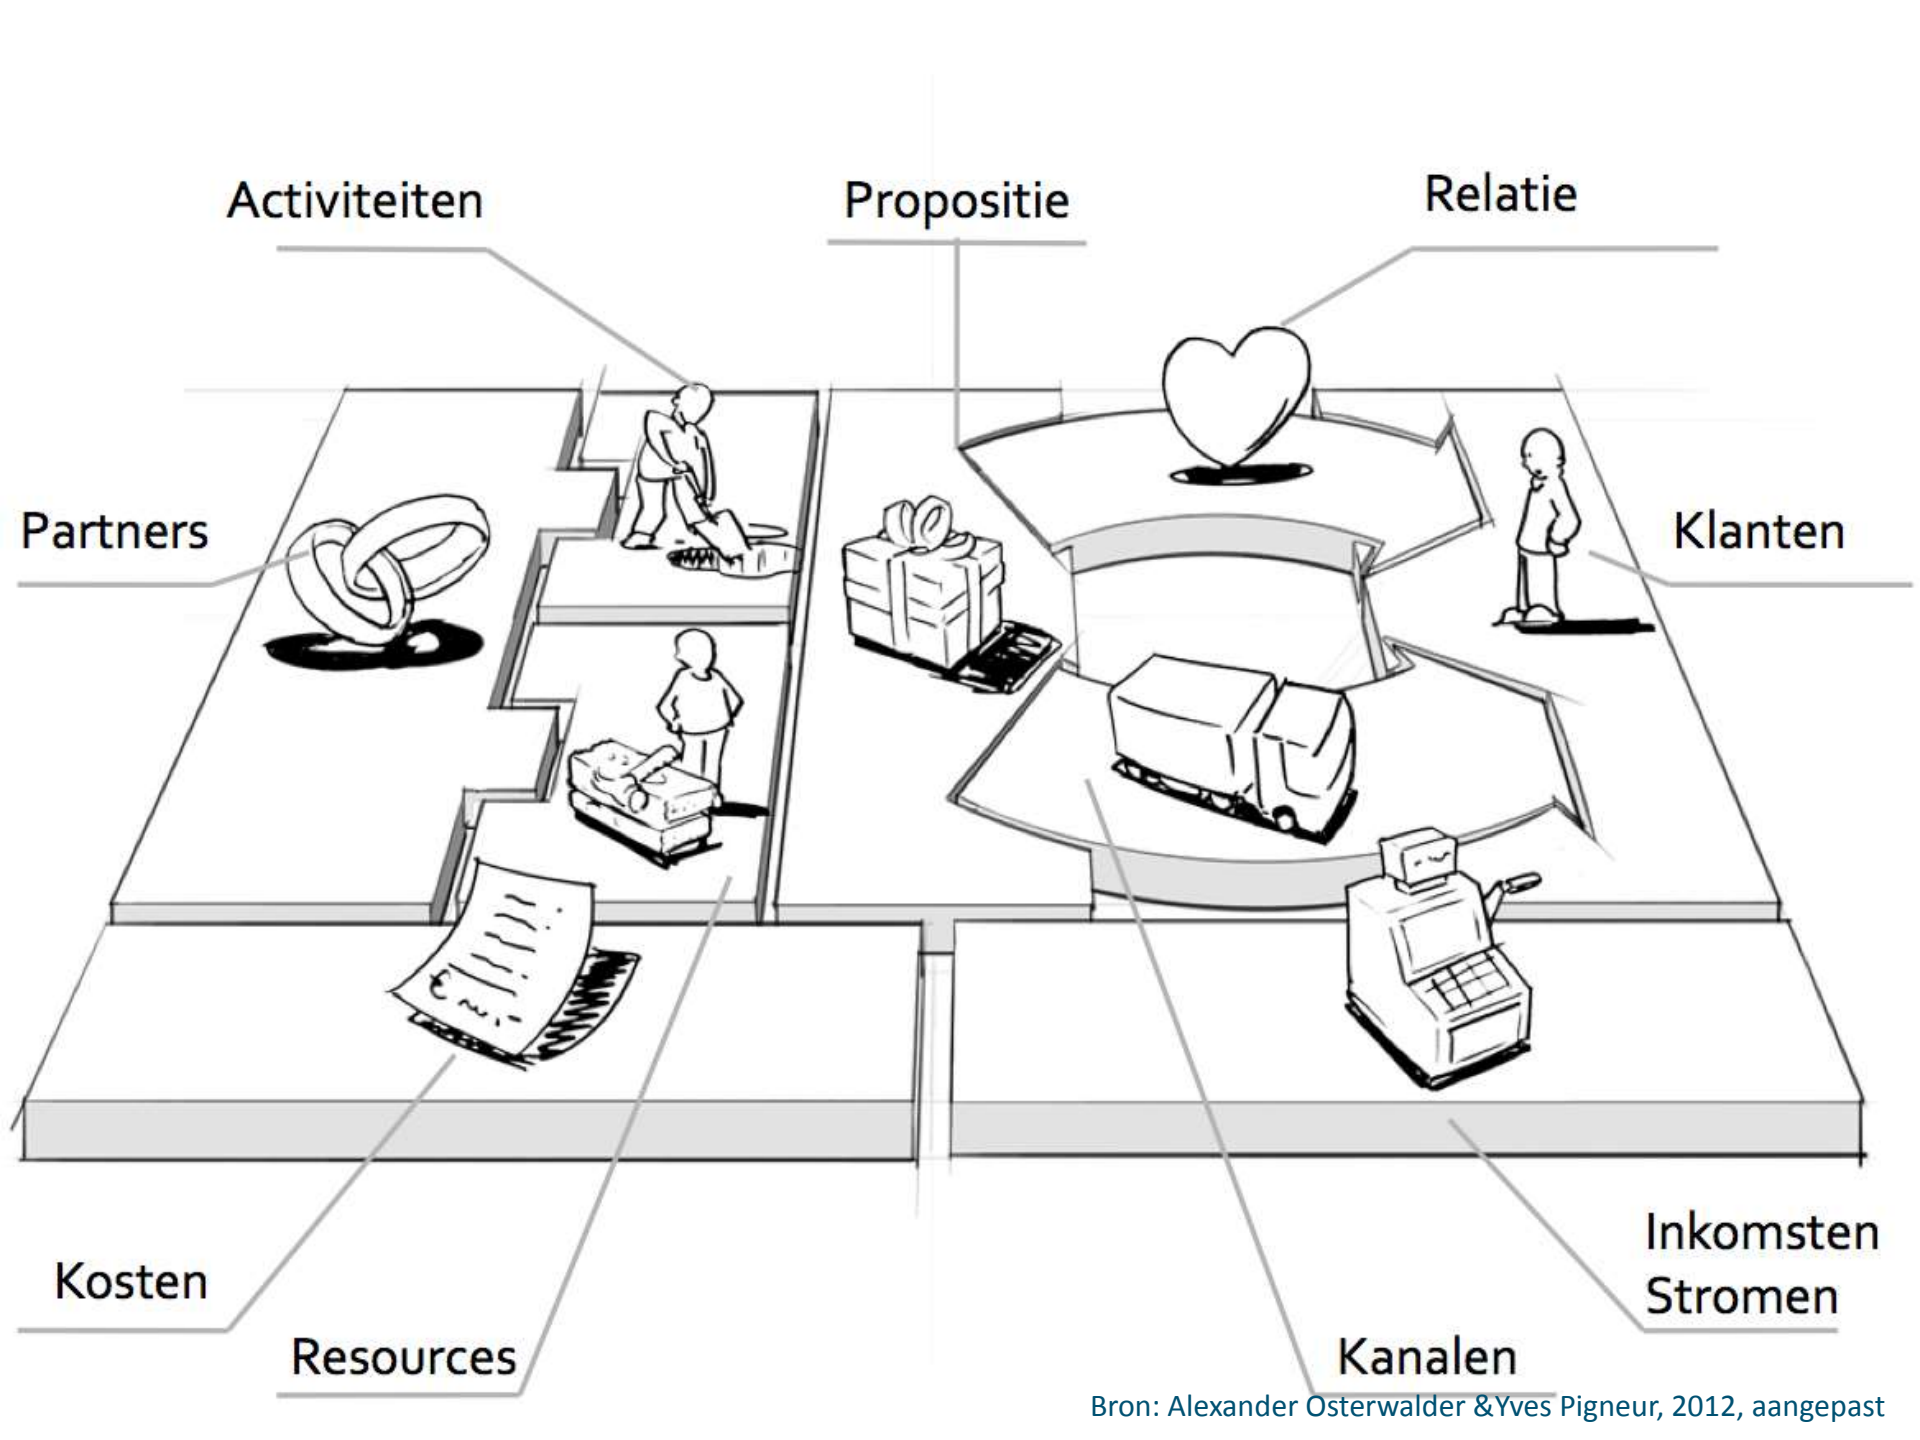 Activiteiten
Propositie
Relatie
Partners
Klanten
€
Kosten
Resources
Inkomsten
Stromen
Kanalen
Bron: Alexander Osterwalder &Yves Pigneur, 2012, aangepast